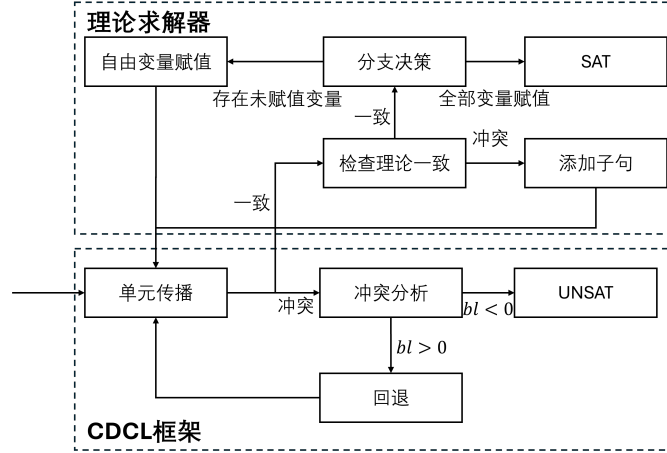 理论求解器
自由变量赋值
分支决策
SAT
存在未赋值变量
全部变量赋值
一致
冲突
检查理论一致
添加子句
一致
单元传播
冲突
冲突分析
bl < 0
UNSAT
bl > 0
回退
CDCL框架